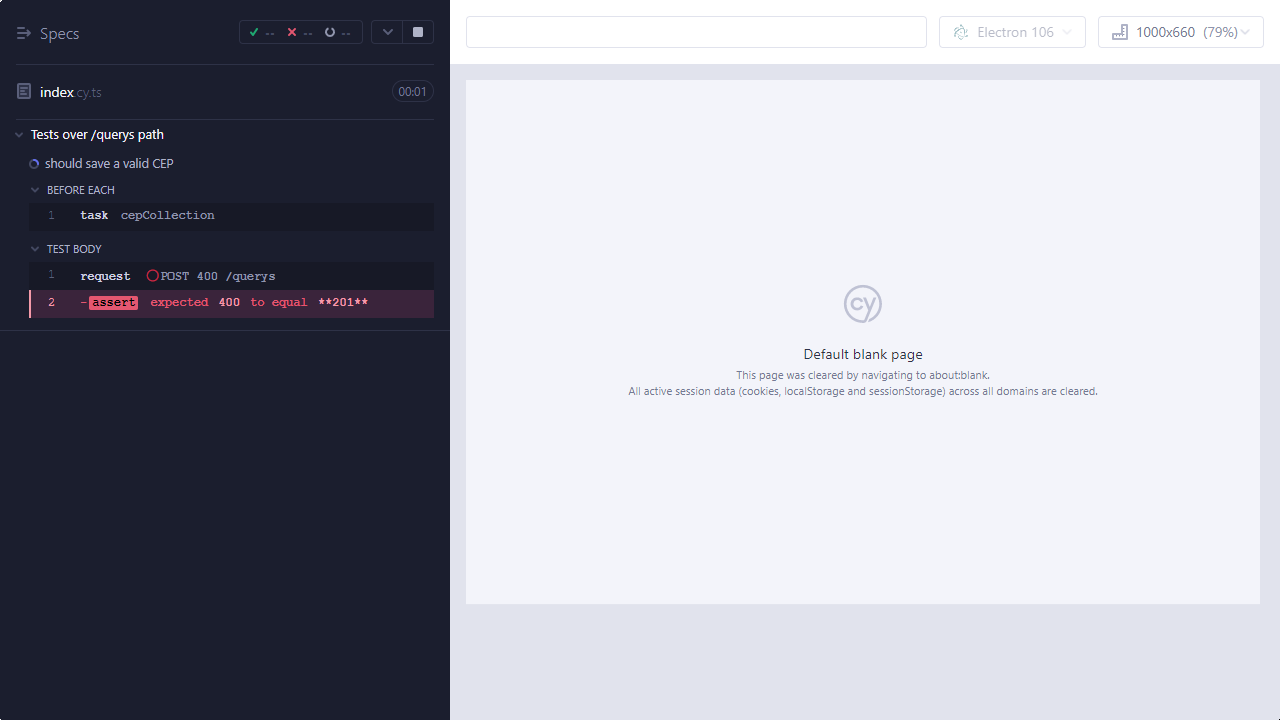 Specs
-- -- --
index.cy.ts 00:01
Tests over /querys path
should save a valid CEP
BEFORE EACH
1 task cepCollection
TEST BODY
1 request POST 400 /querys
2 -assert expected 400 to equal **201**
Electron 106
1000x660 (79%)
cy
Default blank page
This page was cleared by navigating to about:blank.
All active session data (cookies, localStorage and sessionStorage) across all domains are cleared.